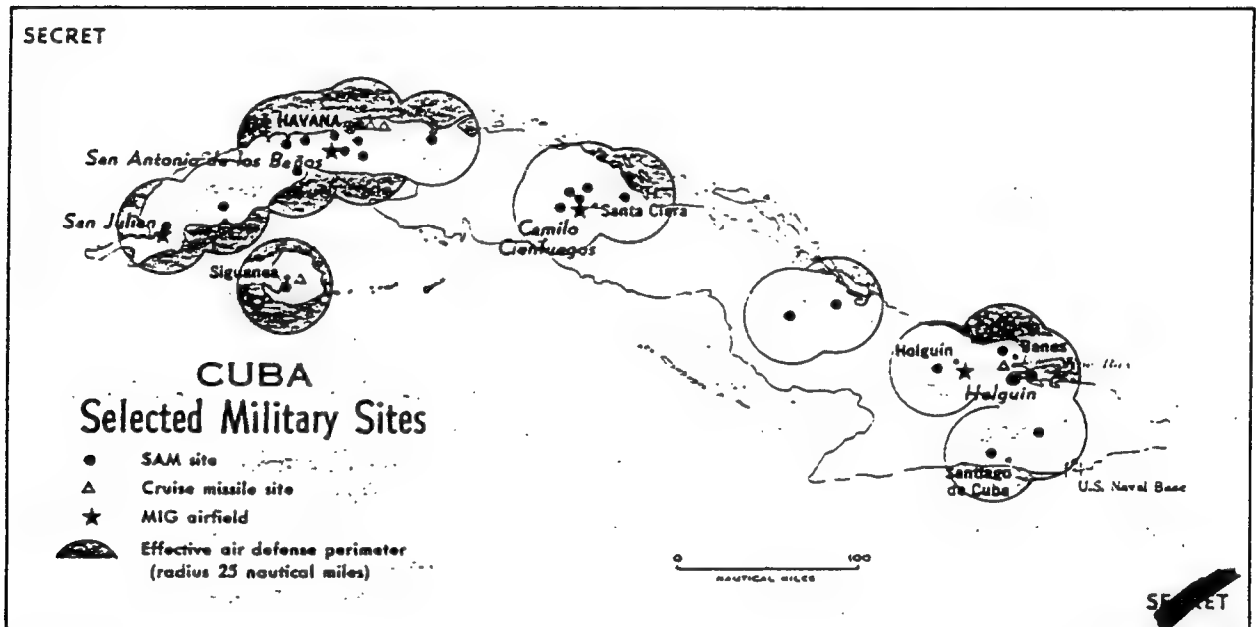 SECRET
HAVANA
San Antonio de los Baños
San Julian
Siguanea
Santa Clara
Camilo
Cienfuegos
Holguin
Banes
Holguin
Santiago
de Cuba
U.S. Naval Base
CUBA
Selected Military Sites
SAM site
Cruise missile site
MIG airfield
Effective air defense perimeter
(radius 25 nautical miles)
0 100
NAUTICAL MILES
SECRET